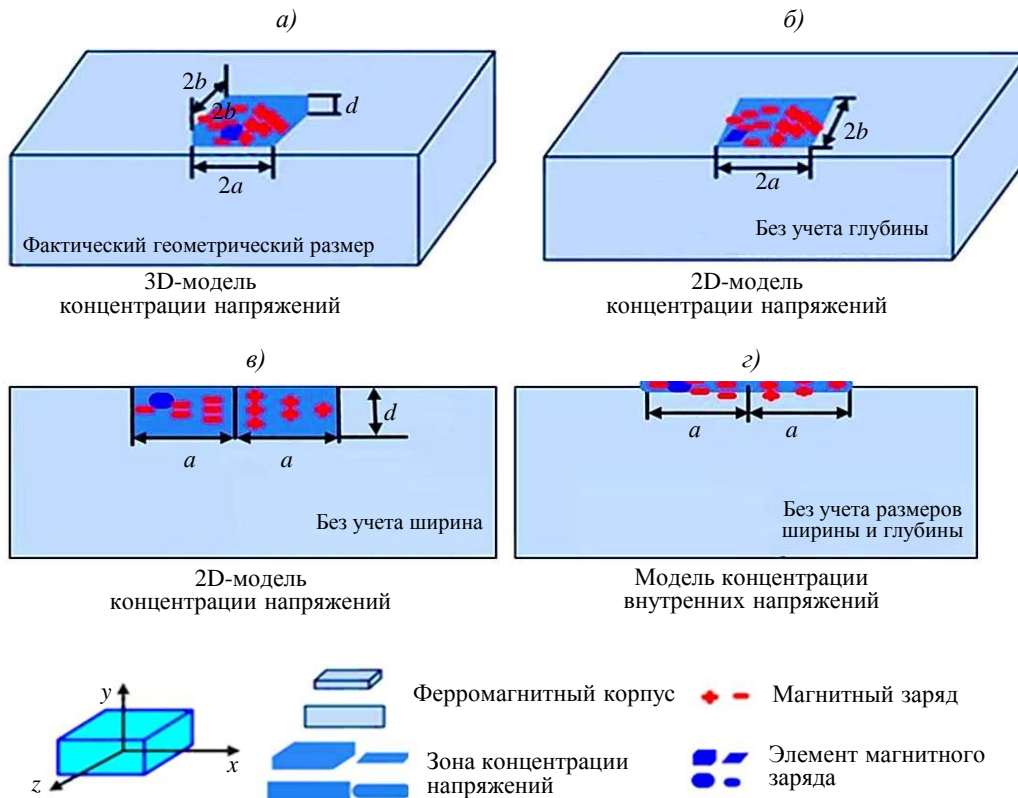 а)
2b
2b
d
2a
Фактический геометрический размер
3D-модель
концентрации напряжений
б)
2b
2a
Без учета глубины
2D-модель
концентрации напряжений
в)
d
a
a
Без учета ширина
2D-модель
концентрации напряжений
г)
a
a
Без учета размеров
ширины и глубины
Модель концентрации
внутренних напряжений
y
x
z
Ферромагнитный корпус
Зона концентрации
напряжений
Магнитный заряд
Элемент магнитного
заряда